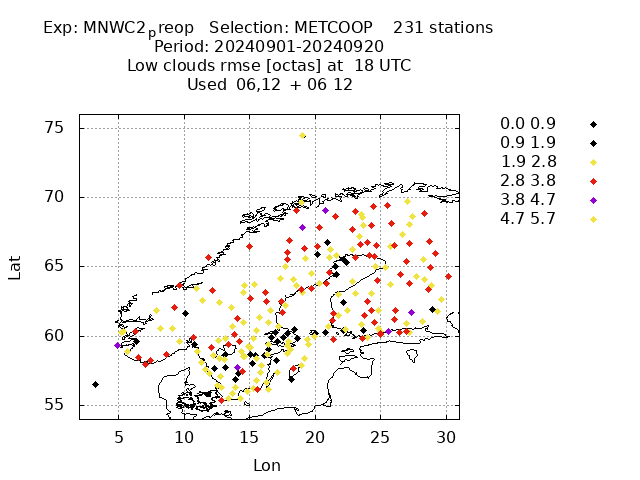 Exp: MNWC2preop Selection: METCOOP 231 stations
Period: 20240901-20240920
Low clouds rmse [octas] at 18 UTC
Used 06,12 + 06 12
0.0 0.9
0.9 1.9
1.9 2.8
2.8 3.8
3.8 4.7
4.7 5.7
75
70
65
60
55
Lat
5 10 15 20 25 30
Lon